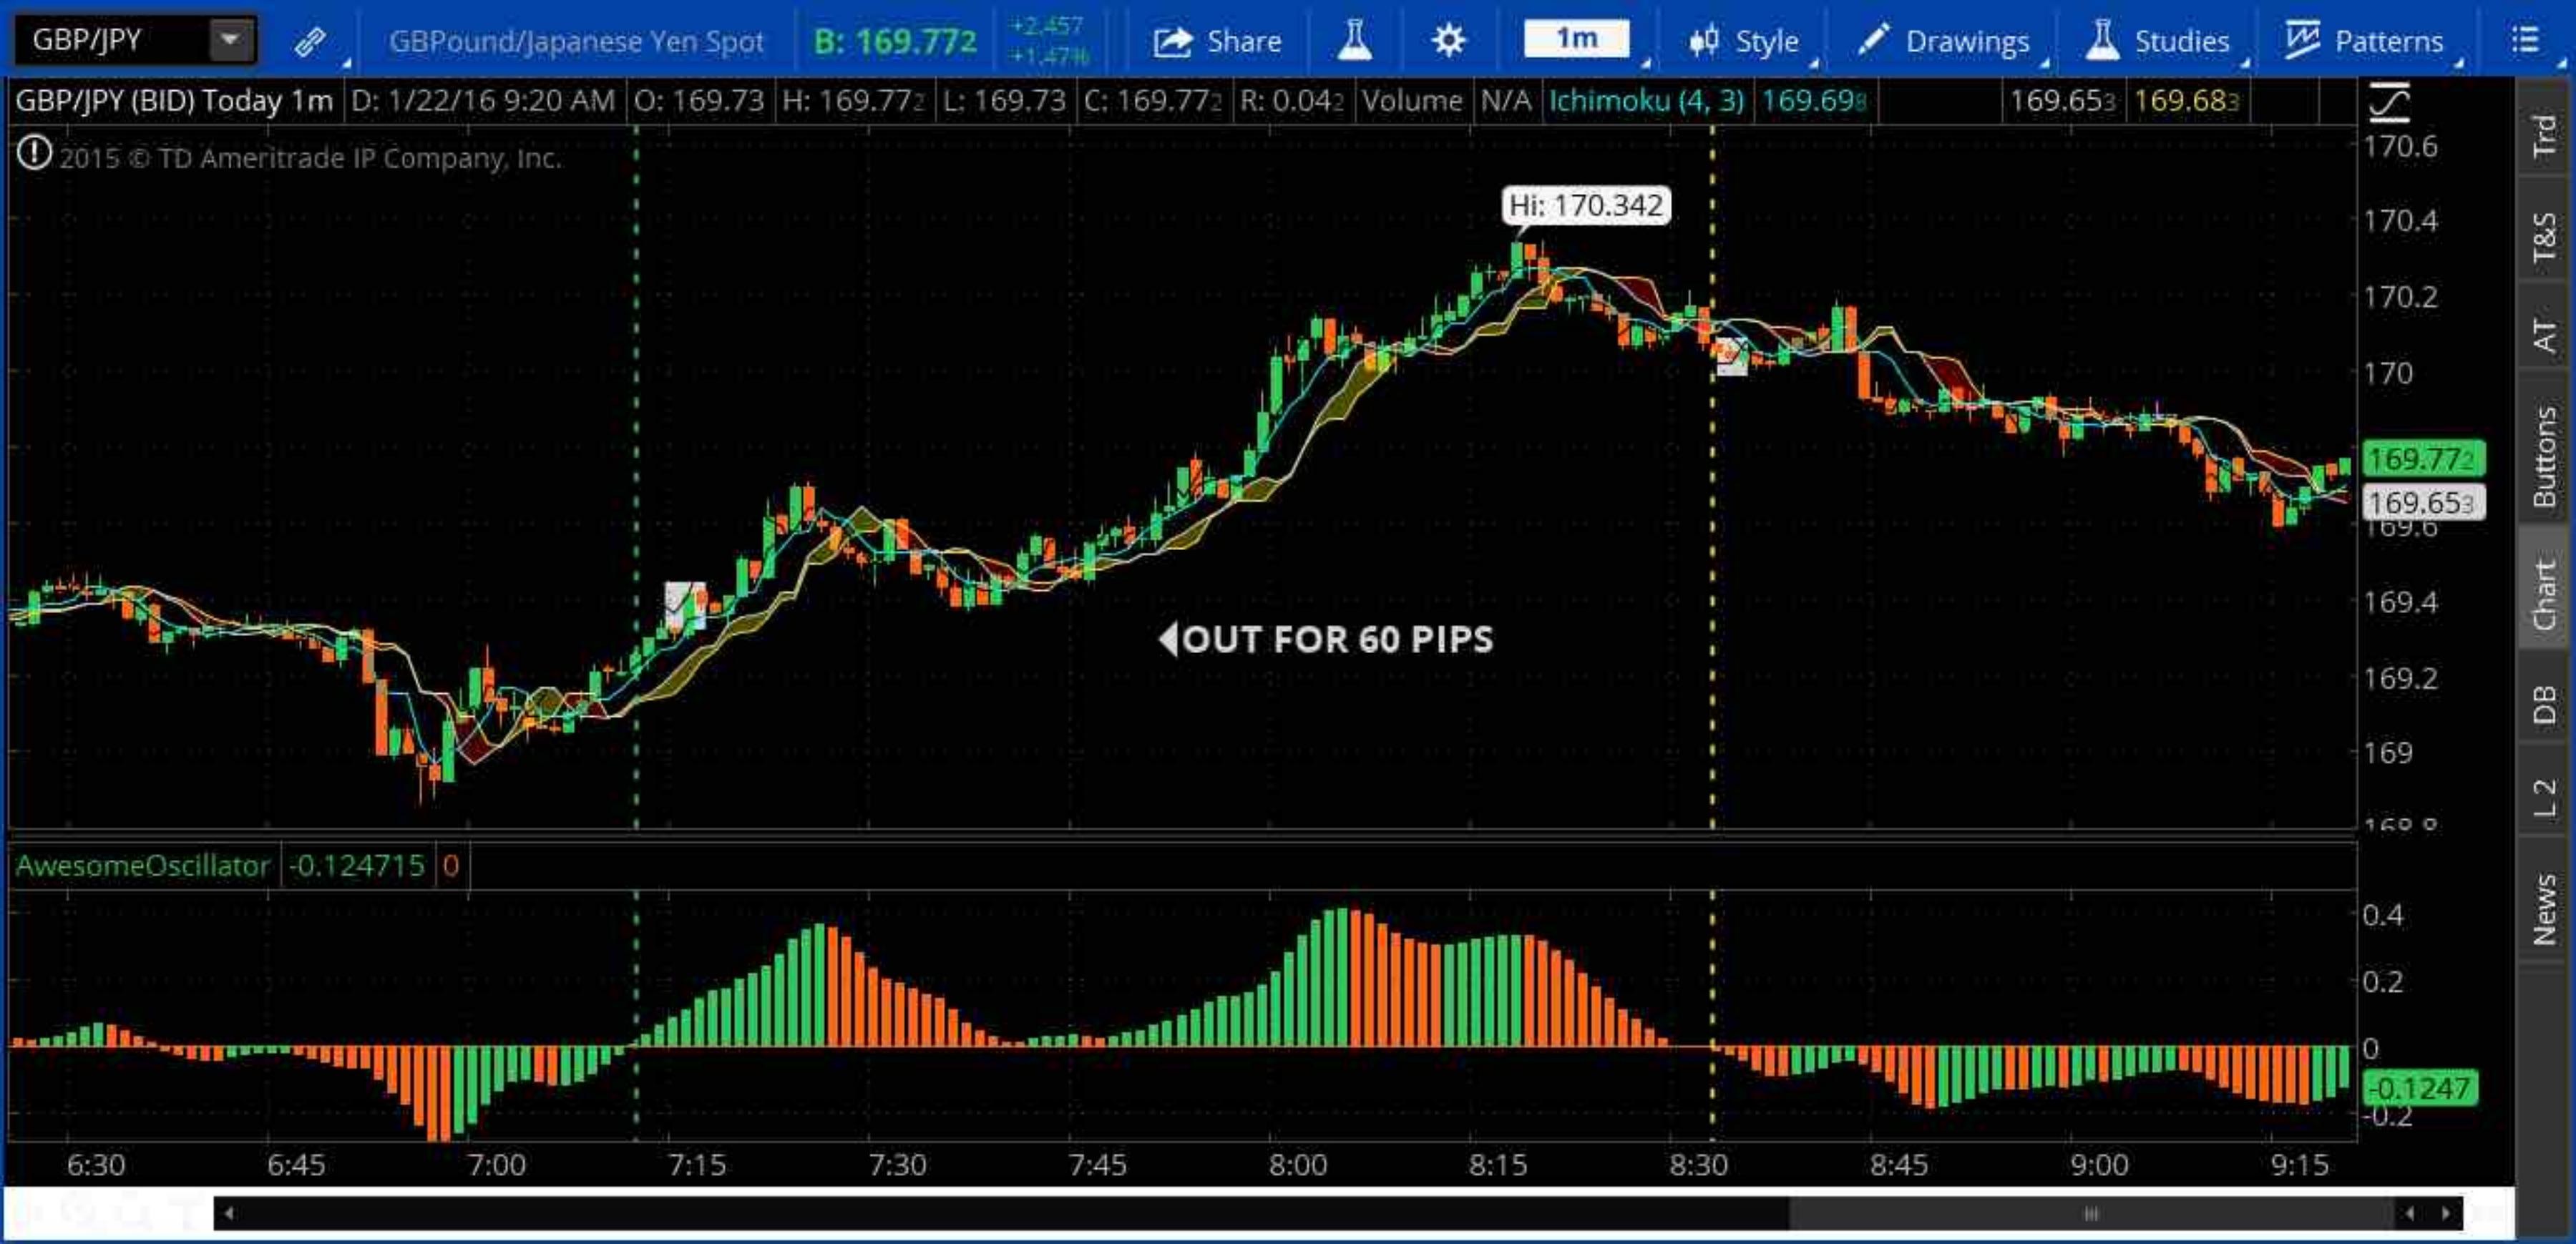 GBP/JPY GBPound/Japanese Yen Spot B: 169.772 +2.457 Share 1m Style Drawings Studies Patterns
+1.47%
GBP/JPY (BID) Today 1m D: 1/22/16 9:20 AM O: 169.73 H: 169.772 L: 169.73 C: 169.772 R: 0.042 Volume N/A Ichimoku (4, 3) 169.698 169.653 169.683
2015 © TD Ameritrade IP Company, Inc.
Hi: 170.342
OUT FOR 60 PIPS
170.6
170.4
170.2
170
169.772
169.653
169.6
169.4
169.2
169
168.8
AwesomeOscillator -0.124715 0
0.4
0.2
0
-0.1247
-0.2
6:30 6:45 7:00 7:15 7:30 7:45 8:00 8:15 8:30 8:45 9:00 9:15
Trd
T&S
AT
Buttons
Chart
DB
L 2
News